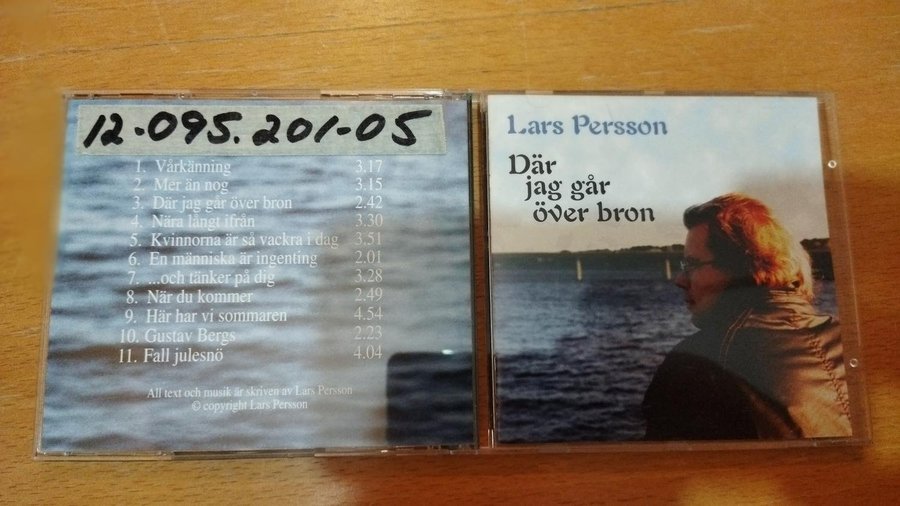 12-095.201-05
1. Vårkänning 3.17
2. Mer än nog 3.15
3. Där jag går över bron 2.42
4. Nära långt ifrån 3.30
5. Kvinnorna är så vackra i dag 3.51
6. En människa är ingenting 2.01
7. ...och tänker på dig 3.28
8. När du kommer 2.49
9. Här har vi sommaren 4.54
10. Gustav Bergs 2.23
11. Fall julesnö 4.04
All text och musik är skriven av Lars Persson
© copyright Lars Persson
Lars Persson
Där
jag går
över bron